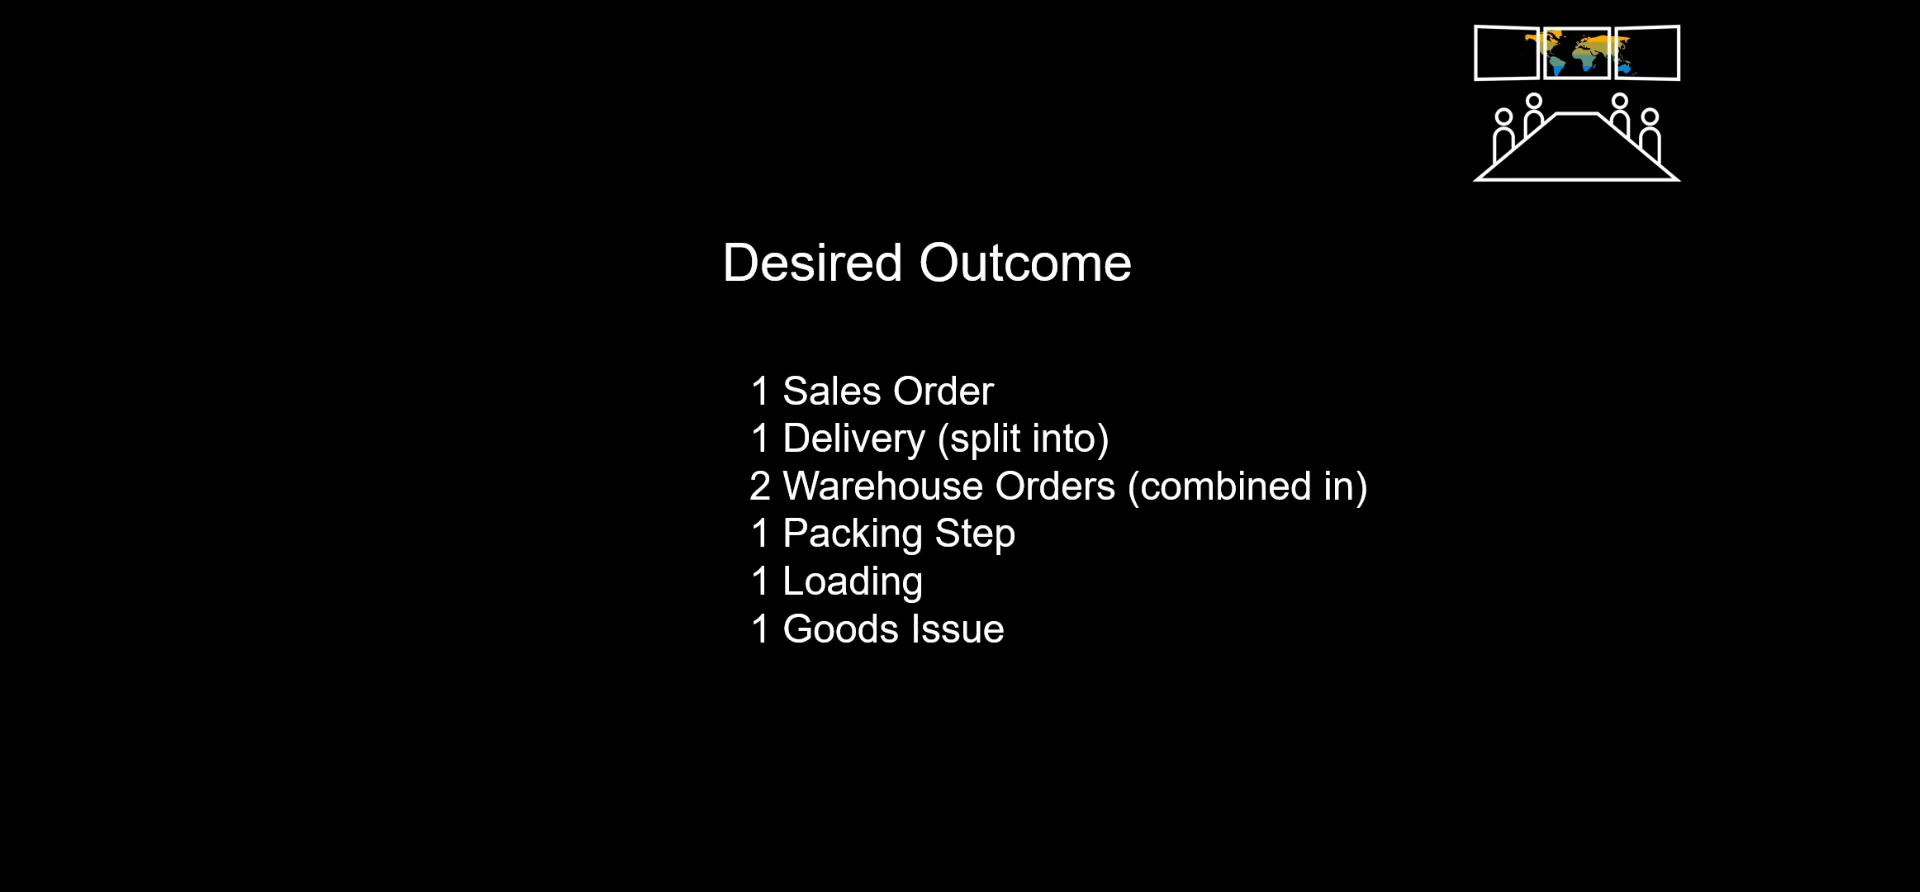 Desired Outcome
1 Sales Order
1 Delivery (split into)
2 Warehouse Orders (combined in)
1 Packing Step
1 Loading
1 Goods Issue